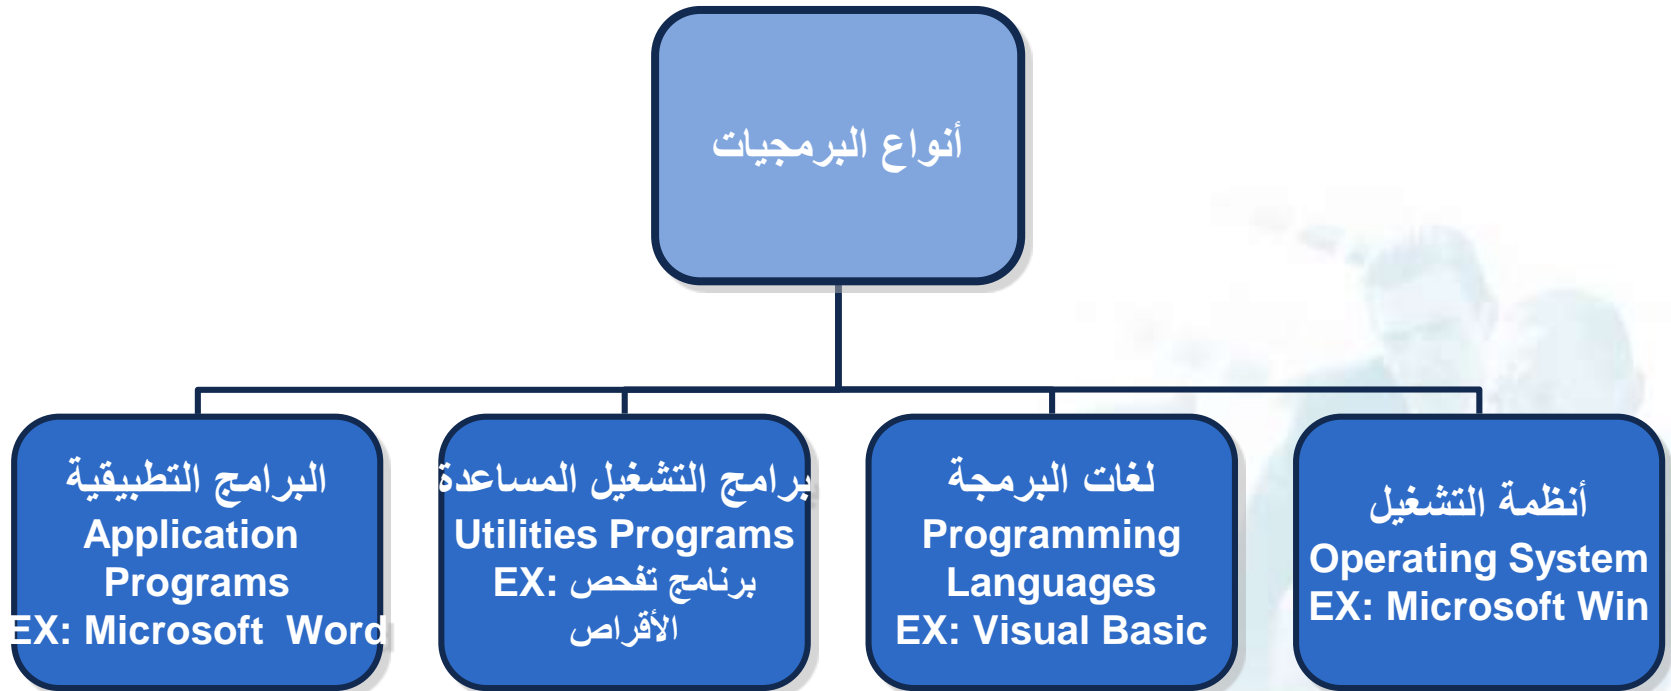 أنواع البرمجيات
أنظمة التشغيل
Operating System
EX: Microsoft Win
لغات البرمجة
Programming
Languages
EX: Visual Basic
برامج التشغيل المساعدة
Utilities Programs
EX: برنامج تفحص
الأقراص
البرامج التطبيقية
Application
Programs
EX: Microsoft Word